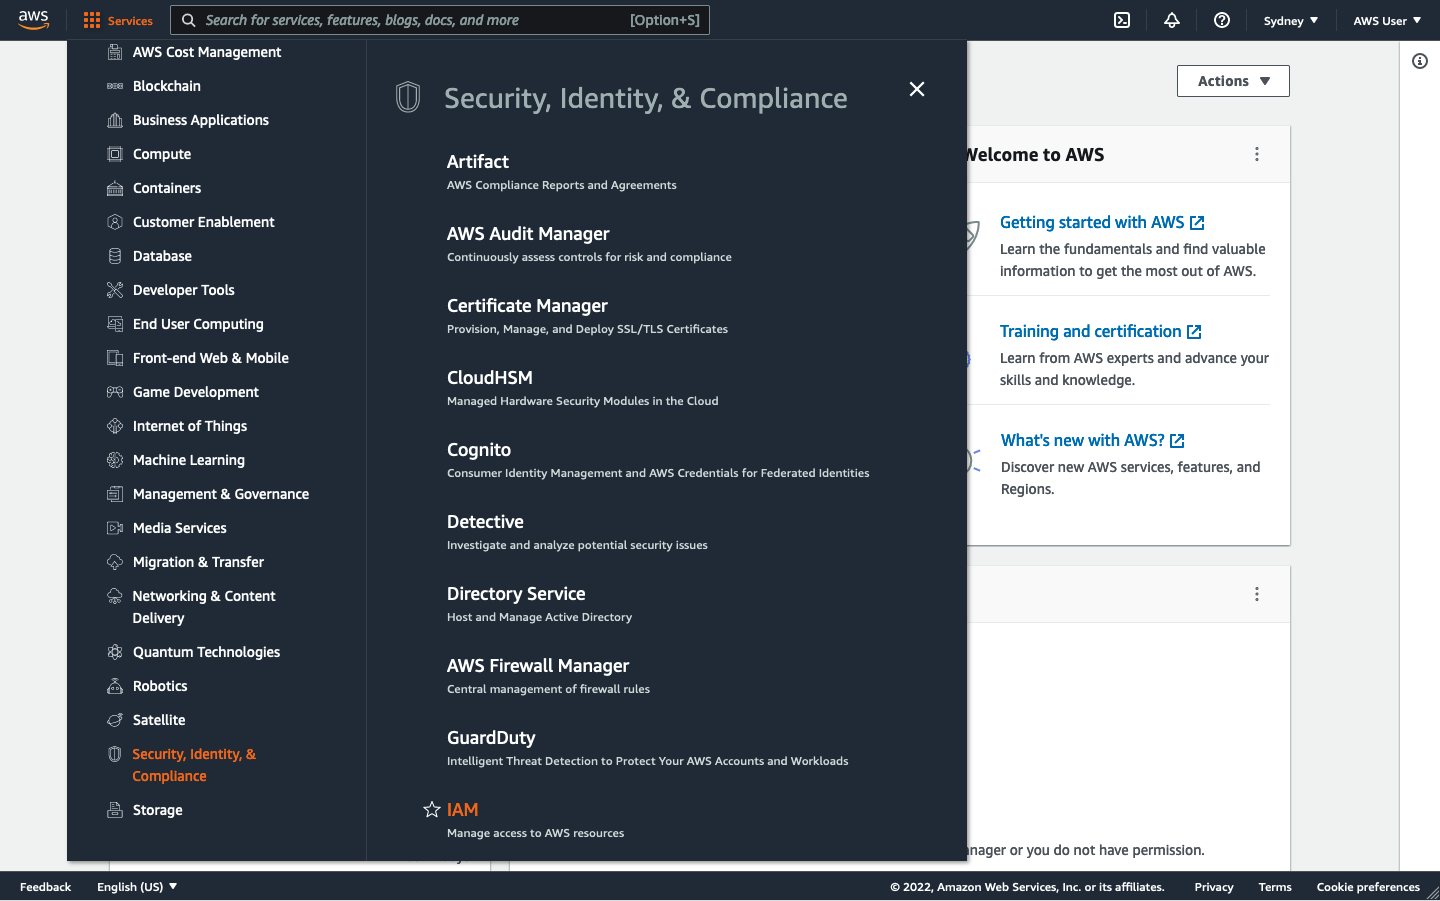 aws
Services
Search for services, features, blogs, docs, and more
[Option+S]
Sydney
AWS User
AWS Cost Management
Blockchain
Business Applications
Compute
Containers
Customer Enablement
Database
Developer Tools
End User Computing
Front-end Web & Mobile
Game Development
Internet of Things
Machine Learning
Management & Governance
Media Services
Migration & Transfer
Networking & Content
Delivery
Quantum Technologies
Robotics
Satellite
Security, Identity, &
Compliance
Storage
Security, Identity, & Compliance
Artifact
AWS Compliance Reports and Agreements
AWS Audit Manager
Continuously assess controls for risk and compliance
Certificate Manager
Provision, Manage, and Deploy SSL/TLS Certificates
CloudHSM
Managed Hardware Security Modules in the Cloud
Cognito
Consumer Identity Management and AWS Credentials for Federated Identities
Detective
Investigate and analyze potential security issues
Directory Service
Host and Manage Active Directory
AWS Firewall Manager
Central management of firewall rules
GuardDuty
Intelligent Threat Detection to Protect Your AWS Accounts and Workloads
IAM
Manage access to AWS resources
Actions
Welcome to AWS
Getting started with AWS
Learn the fundamentals and find valuable
information to get the most out of AWS.
Training and certification
Learn from AWS experts and advance your
skills and knowledge.
What's new with AWS?
Discover new AWS services, features, and
Regions.
or you do not have permission.
Feedback
English (US)
© 2022, Amazon Web Services, Inc. or its affiliates.
Privacy
Terms
Cookie preferences